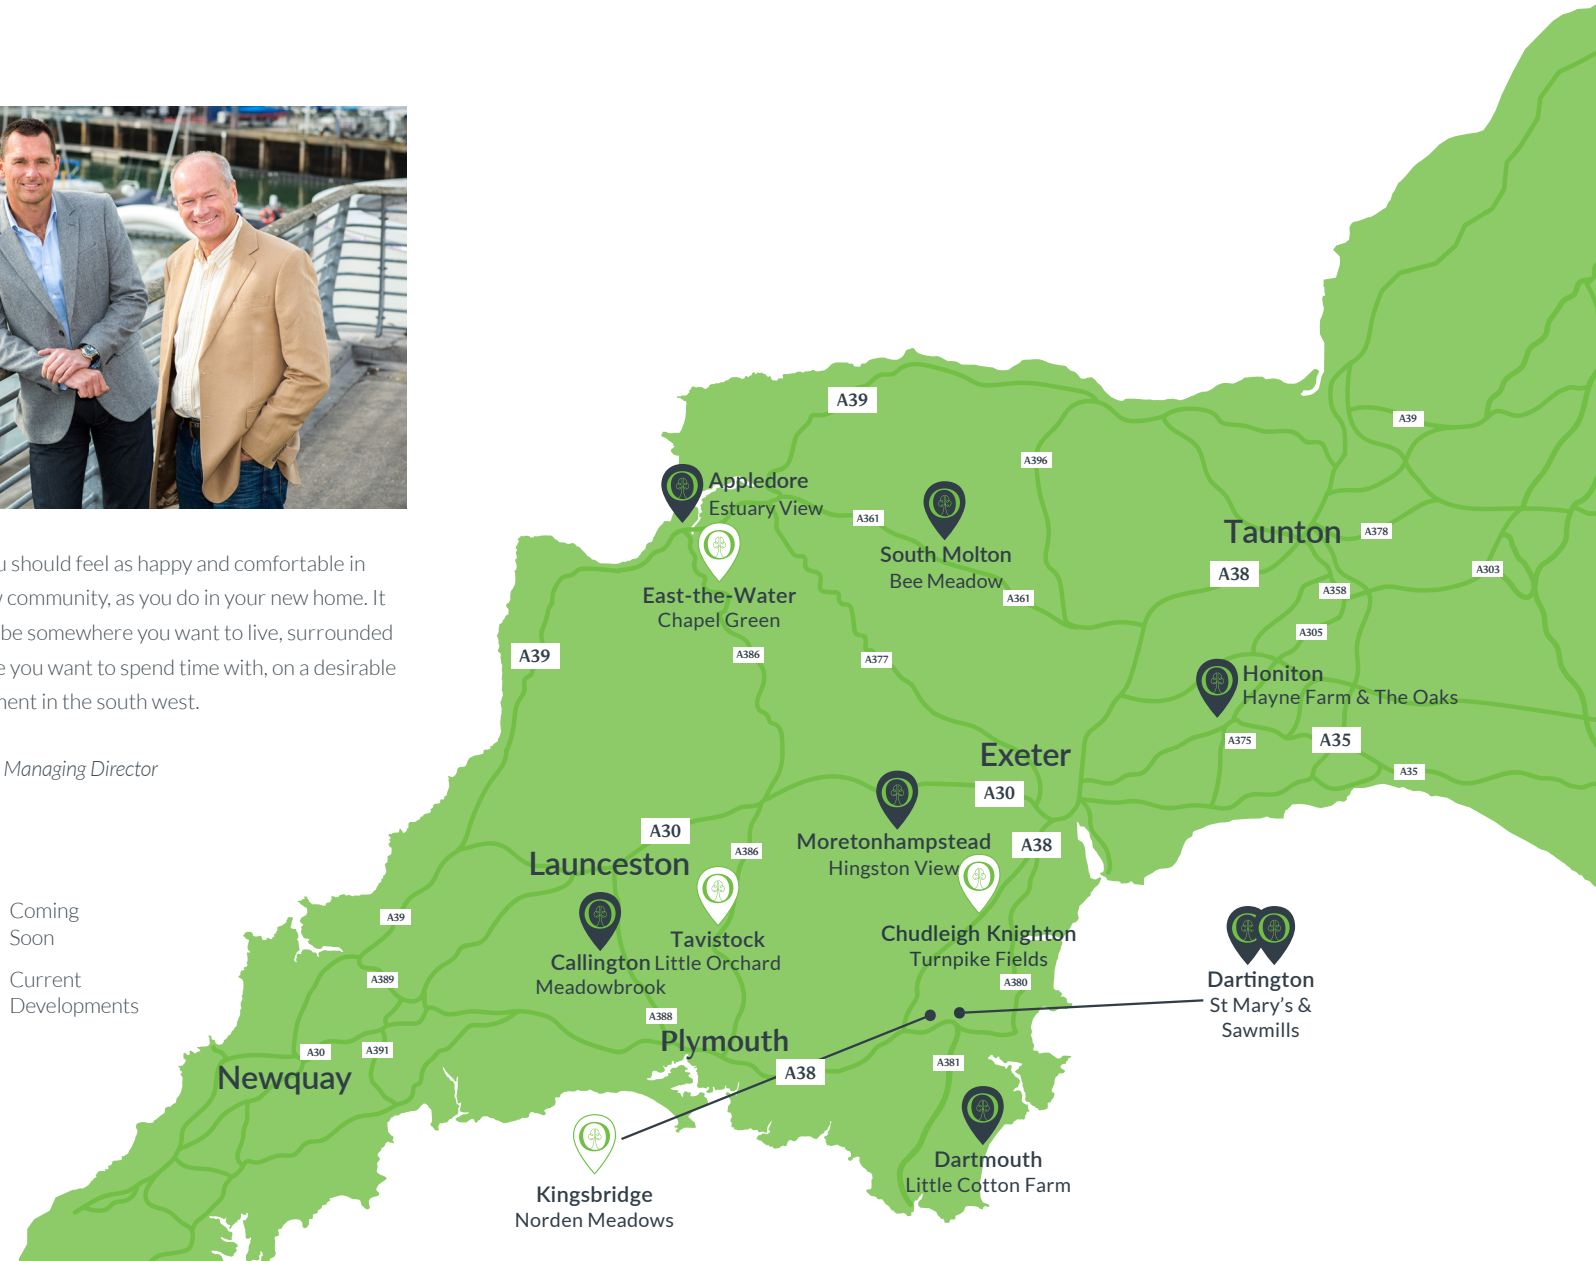 u should feel as happy and comfortable in
community, as you do in your new home. It
be somewhere you want to live, surrounded
e you want to spend time with, on a desirable
ment in the south west.
Managing Director
Coming
Soon
Current
Developments
A39
A39
A396
Appledore
Estuary View
A361
South Molton
Bee Meadow
A361
Taunton
A378
A38
A303
A358
A305
East-the-Water
Chapel Green
A39
A386
A377
Honiton
Hayne Farm & The Oaks
A375
A35
A35
Exeter
A30
A30
A38
Launceston
A386
Moretonhampstead
Hingston View
A39
Tavistock
Little Orchard
Callington
Meadowbrook
Chudleigh Knighton
Turnpike Fields
A380
Dartington
St Mary's &
Sawmills
A389
A388
Plymouth
A30
A391
A38
A381
Newquay
Dartmouth
Little Cotton Farm
Kingsbridge
Norden Meadows